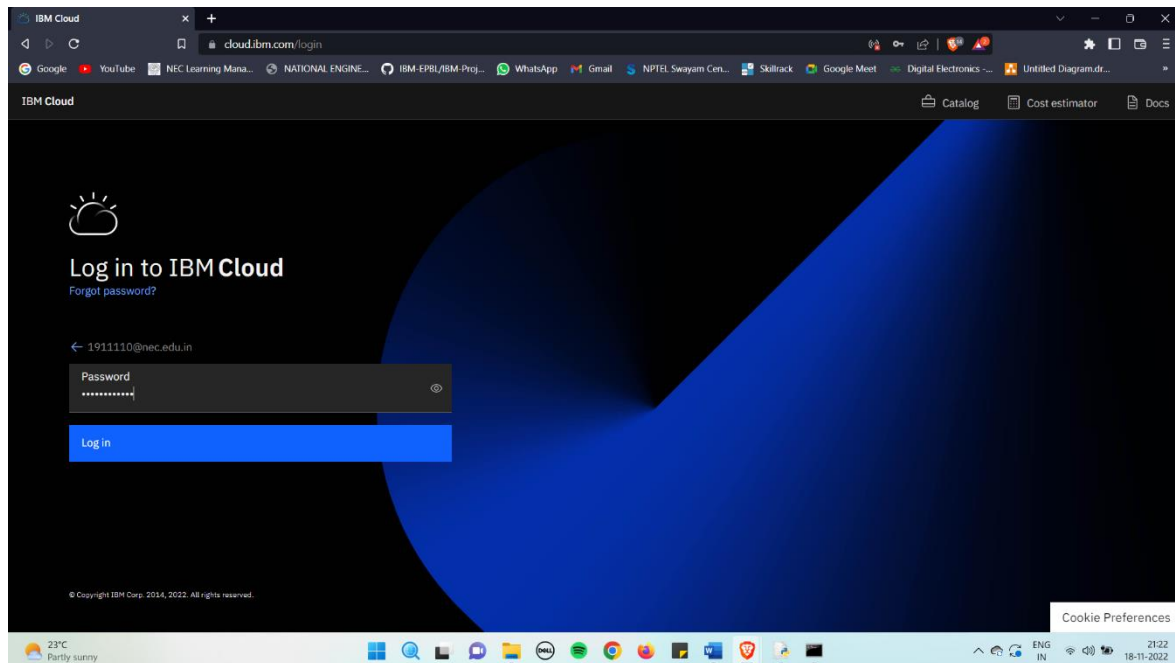 IBM Cloud
cloud.ibm.com/login
Google YouTube NEC Learning Mana... NATIONAL ENGINE... IBM-EPBL/IBM-Proj... WhatsApp Gmail NPTEL Swayam Cen... Skillrack Google Meet Digital Electronics -... Untitled Diagram.dr... »
IBM Cloud Catalog Cost estimator Docs
Log in to IBM Cloud
Forgot password?
← 1911110@nec.edu.in
Password
••••••••••••
Log in
© Copyright IBM Corp. 2014, 2022. All rights reserved.
Cookie Preferences
23°C
Partly sunny
DELL
ENG
IN
21:22
18-11-2022